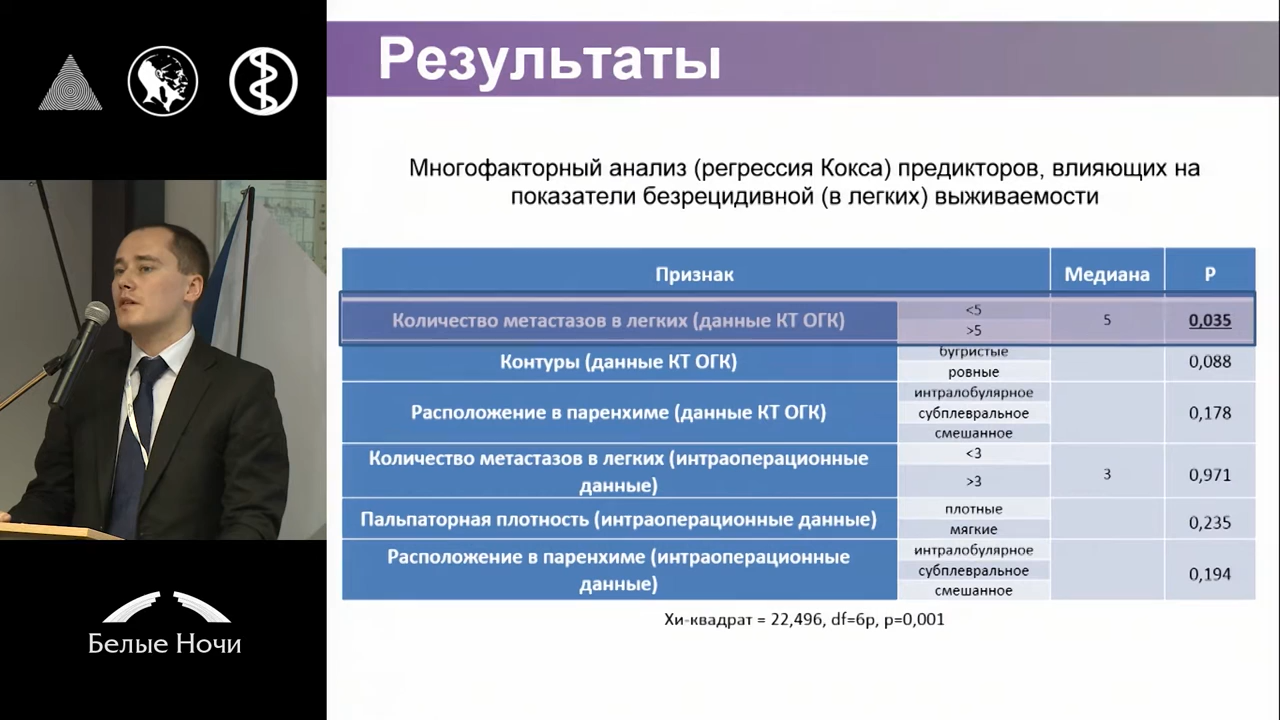 Результаты
Многофакторный анализ (регрессия Кокса) предикторов, влияющих на
показатели безрецидивной (в легких) выживаемости
Признак Медиана P
Количество метастазов в легких (данные КТ ОГК) <5 >5 5 0,035
Контуры (данные КТ ОГК) бугристые ровные 0,088
Расположение в паренхиме (данные КТ ОГК) интралобулярное субплевральное смешанное 0,178
Количество метастазов в легких (интраоперационные
данные) <3 >3 3 0,971
Пальпаторная плотность (интраоперационные данные) плотные мягкие 0,235
Расположение в паренхиме (интраоперационные
данные) интралобулярное субплевральное смешанное 0,194
Хи-квадрат = 22,496, df=6р, р=0,001
Белые Ночи